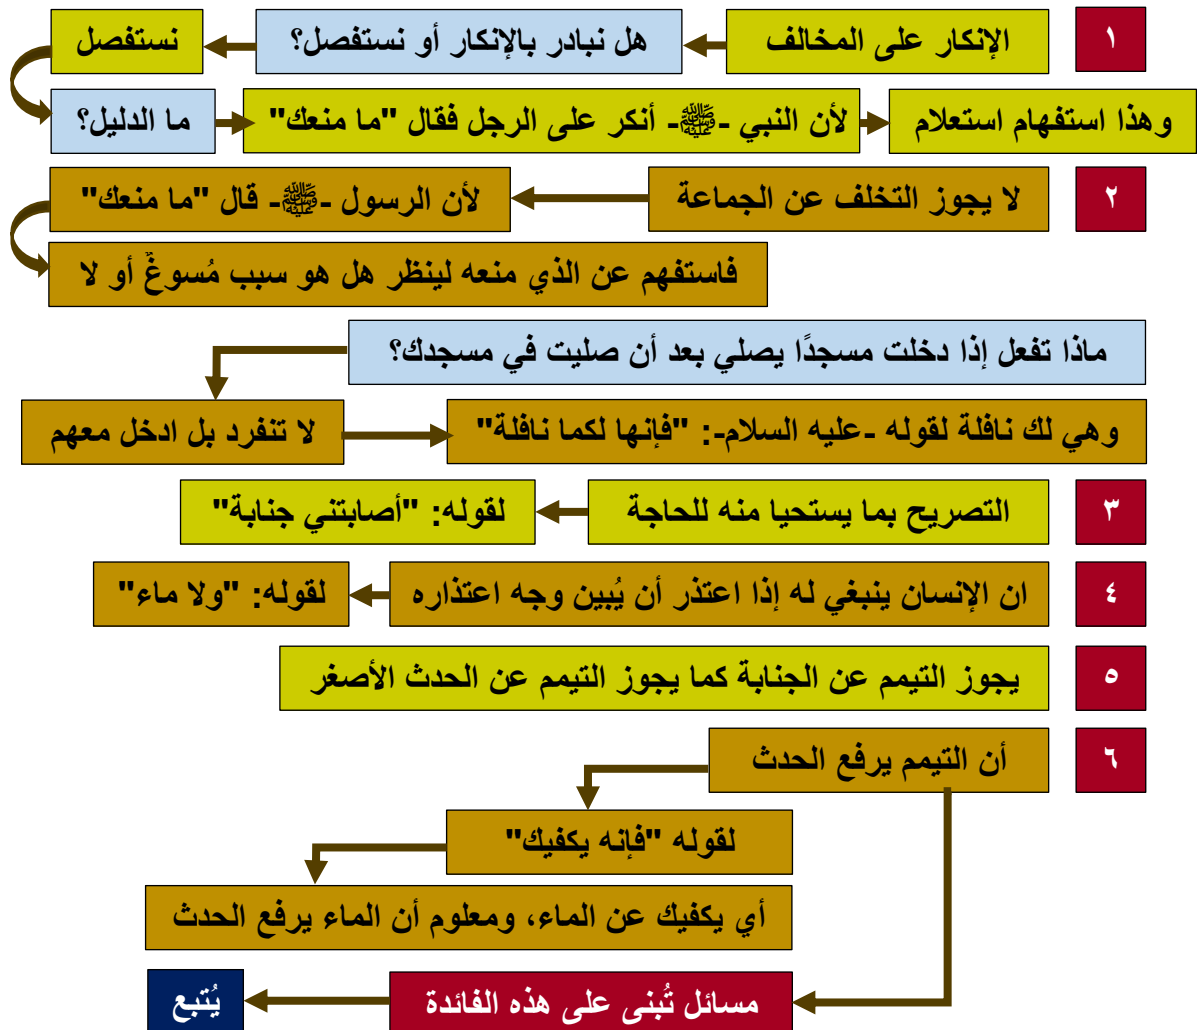 ١ الإنكار على المخالف هل نبادر بالإنكار أو نستفصل؟ نستفصل
ما الدليل؟ لأن النبي -ﷺ- أنكر على الرجل فقال "ما منعك" وهذا استفهام استعلام
٢ لا يجوز التخلف عن الجماعة لأن الرسول -ﷺ- قال "ما منعك"
فاستفهم عن الذي منعه لينظر هل هو سبب مُسوغٌ أو لا
ماذا تفعل إذا دخلت مسجدًا يصلي بعد أن صليت في مسجدك؟
لا تنفرد بل ادخل معهم وهي لك نافلة لقوله -عليه السلام-: "فإنها لكما نافلة"
٣ التصريح بما يستحيا منه للحاجة لقوله: "أصابتني جنابة"
٤ ان الإنسان ينبغي له إذا اعتذر أن يُبين وجه اعتذاره لقوله: "ولا ماء"
٥ يجوز التيمم عن الجنابة كما يجوز التيمم عن الحدث الأصغر
٦ أن التيمم يرفع الحدث
لقوله "فإنه يكفيك"
أي يكفيك عن الماء، ومعلوم أن الماء يرفع الحدث
مسائل تُبنى على هذه الفائدة يُتبع